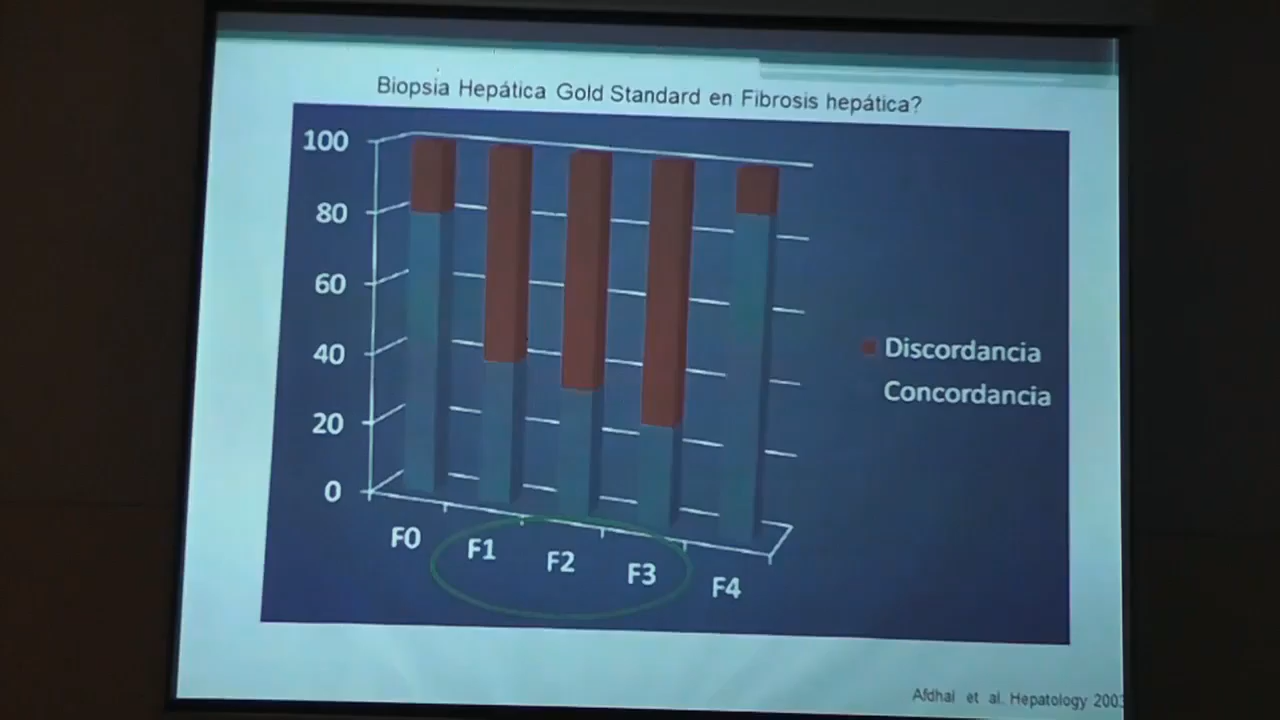 Biopsia Hepática Gold Standard en Fibrosis hepática?
100
80
60
40
20
0
F0
F1
F2
F3
F4
Discordancia
Concordancia
Afdhal et al. Hepatology 2003